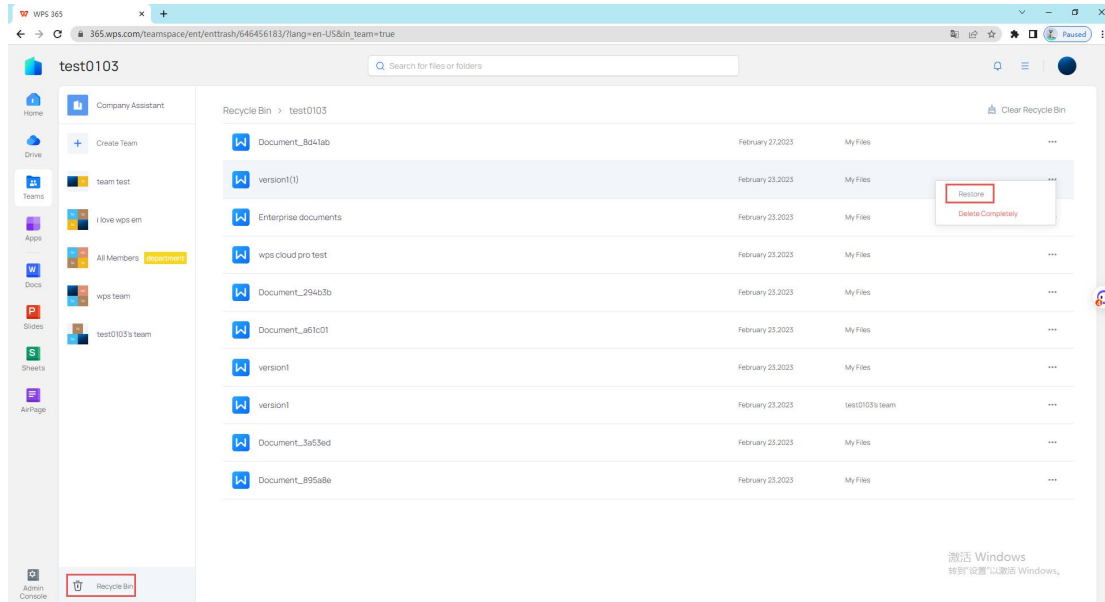 WPS 365
365.wps.com/teamspace/ent/enttrash/646456183/?lang=en-US&in_team=true
Paused
test0103
Search for files or folders
Home
Drive
Teams
Apps
Docs
Slides
Sheets
AirPage
Admin
Console
Company Assistant
Create Team
team test
i love wps em
All Members department
wps team
test0103's team
Recycle Bin
Recycle Bin > test0103 Clear Recycle Bin
Document_8d41ab February 27,2023 My Files
version1(1) February 23,2023 My Files
Restore
Delete Completely
Enterprise documents February 23,2023 My Files
wps cloud pro test February 23,2023 My Files
Document_294b3b February 23,2023 My Files
Document_a61c01 February 23,2023 My Files
version1 February 23,2023 My Files
version1 February 23,2023 test0103's team
Document_3a53ed February 23,2023 My Files
Document_895a8e February 23,2023 My Files
激活 Windows
转到"设置"以激活 Windows。